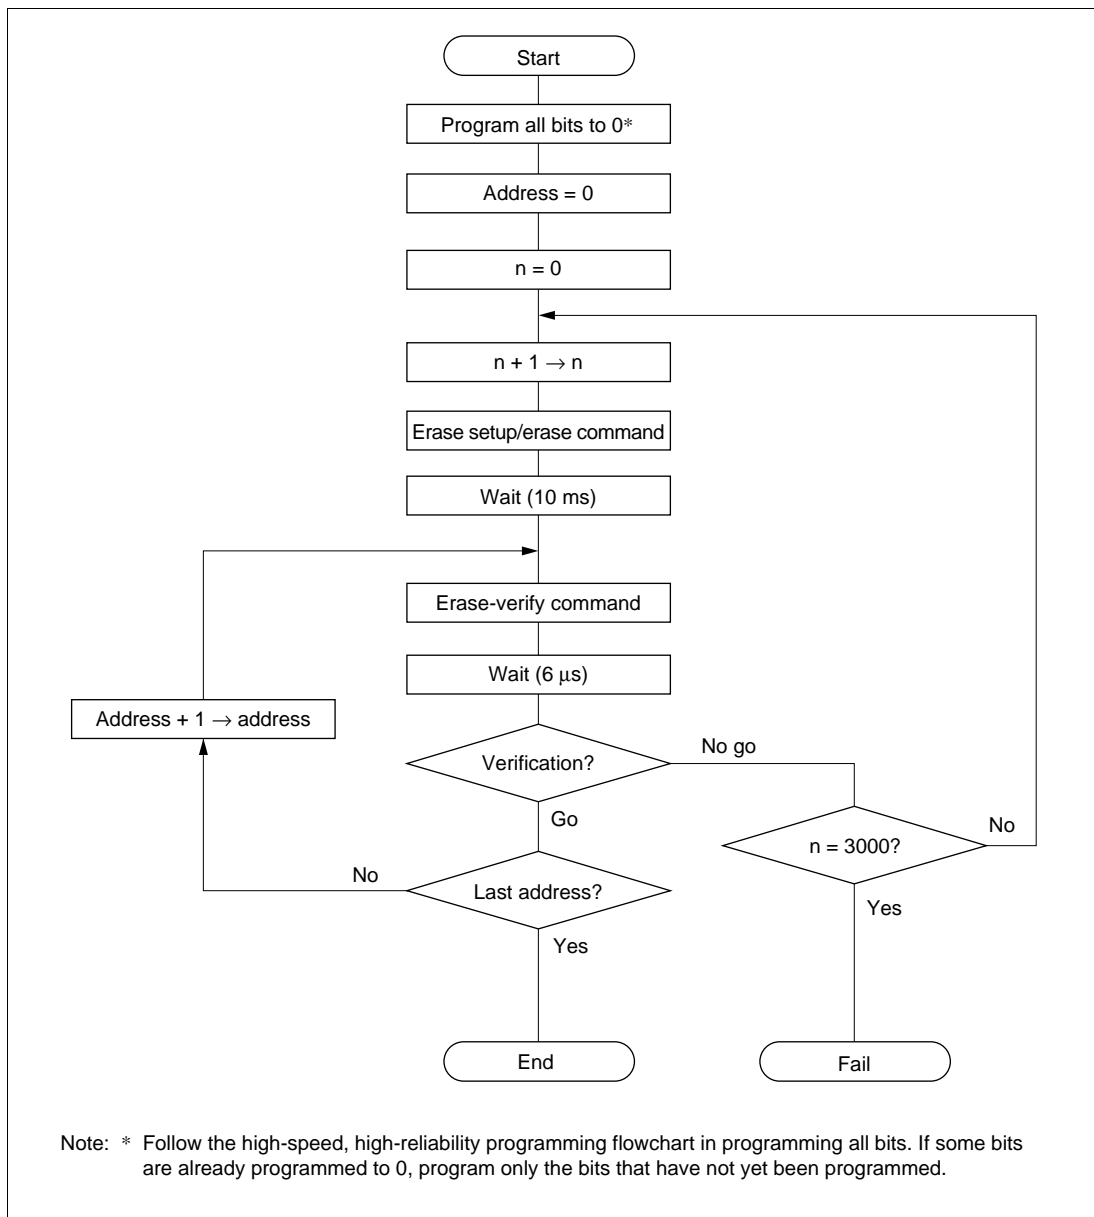 Start
Program all bits to 0*
Address = 0
n = 0
n + 1 → n
Erase setup/erase command
Wait (10 ms)
Erase-verify command
Wait (6 μs)
Address + 1 → address
Verification?
No go
Go
n = 3000?
No
Last address?
No
Yes
Yes
End
Fail
Note: * Follow the high-speed, high-reliability programming flowchart in programming all bits. If some bits
are already programmed to 0, program only the bits that have not yet been programmed.